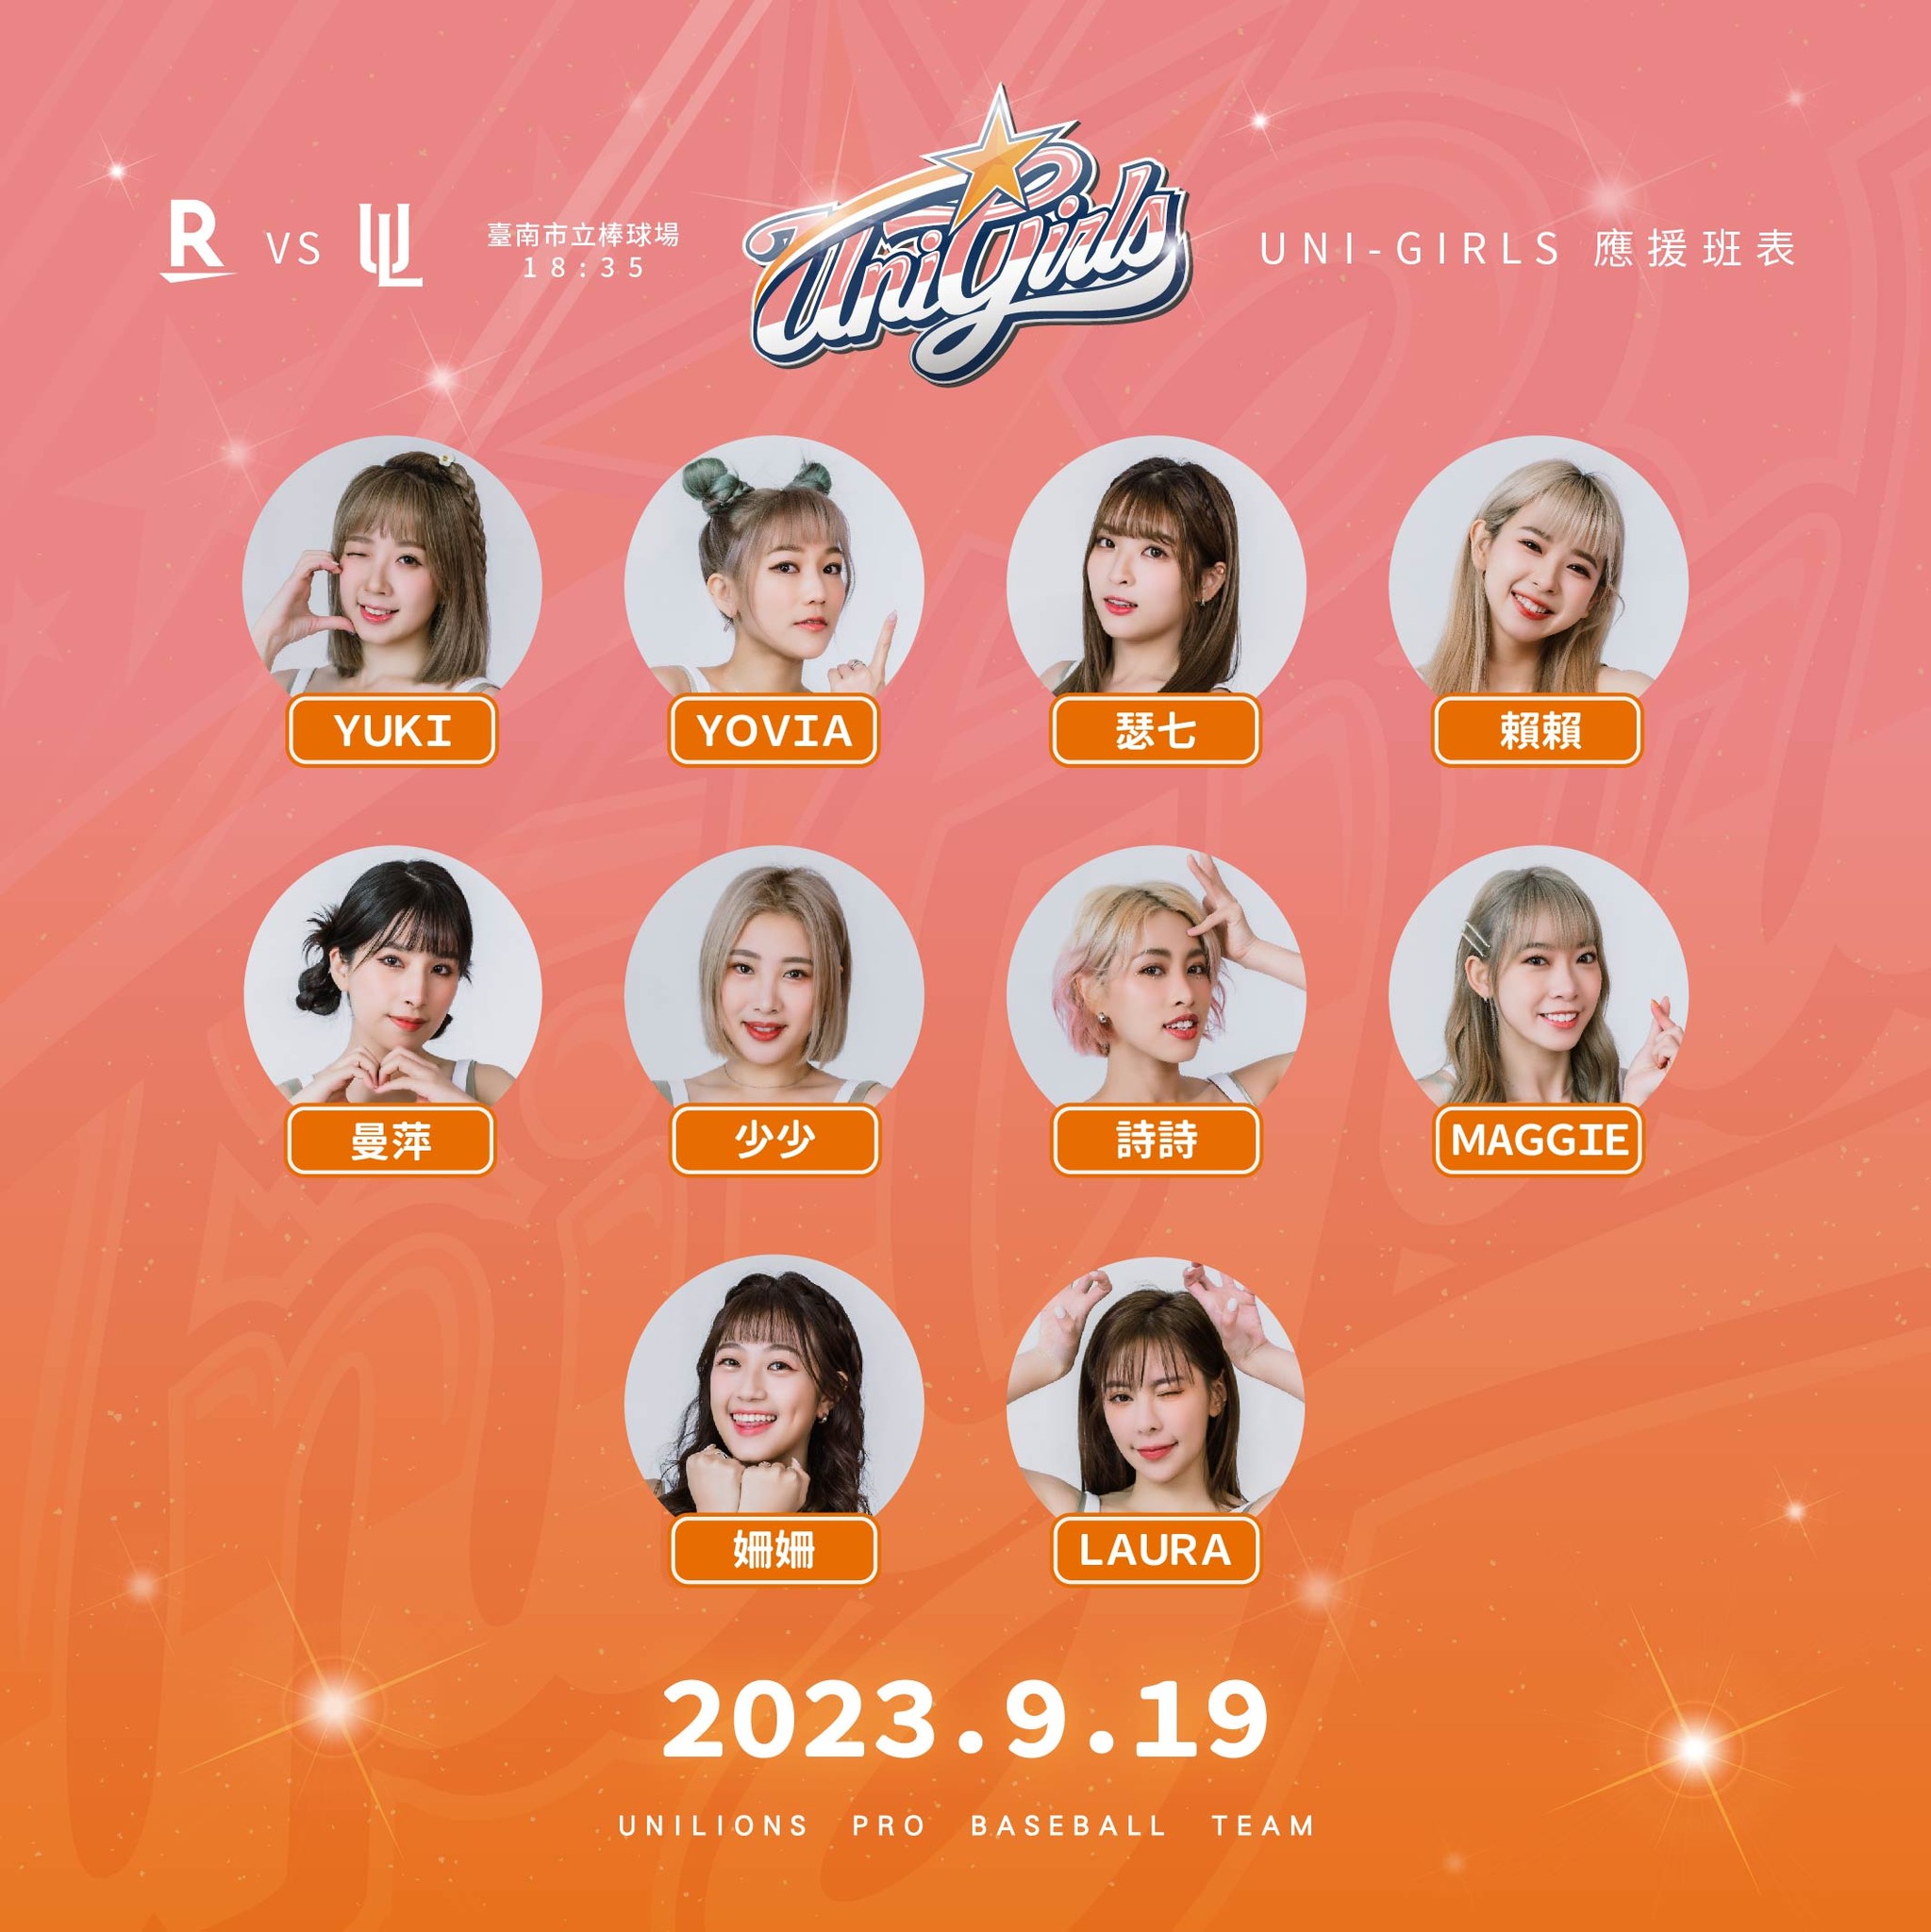 R VS UL
臺南市立棒球場
18:35
UniGirls
UNI-GIRLS 應援班表
YUKI
YOVIA
瑟七
賴賴
曼萍
少少
詩詩
MAGGIE
姍姍
LAURA
2023.9.19
UNILIONS PRO BASEBALL TEAM